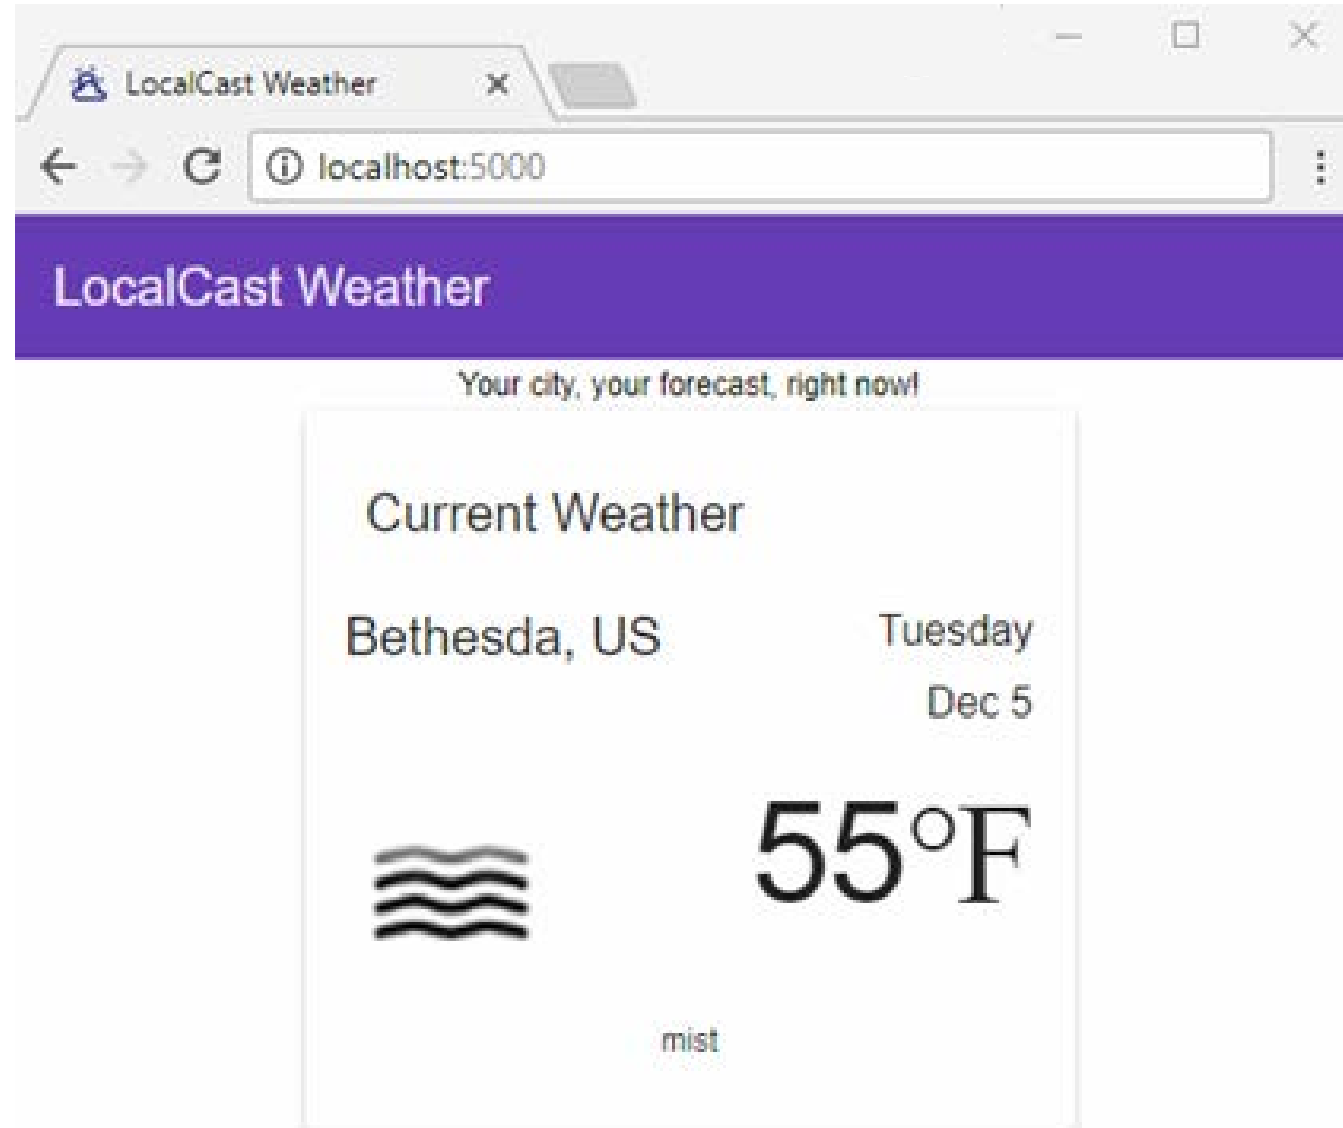 LocalCast Weather
localhost:5000
LocalCast Weather
Your city, your forecast, right now!
Current Weather
Bethesda, US
Tuesday
Dec 5
55°F
mist